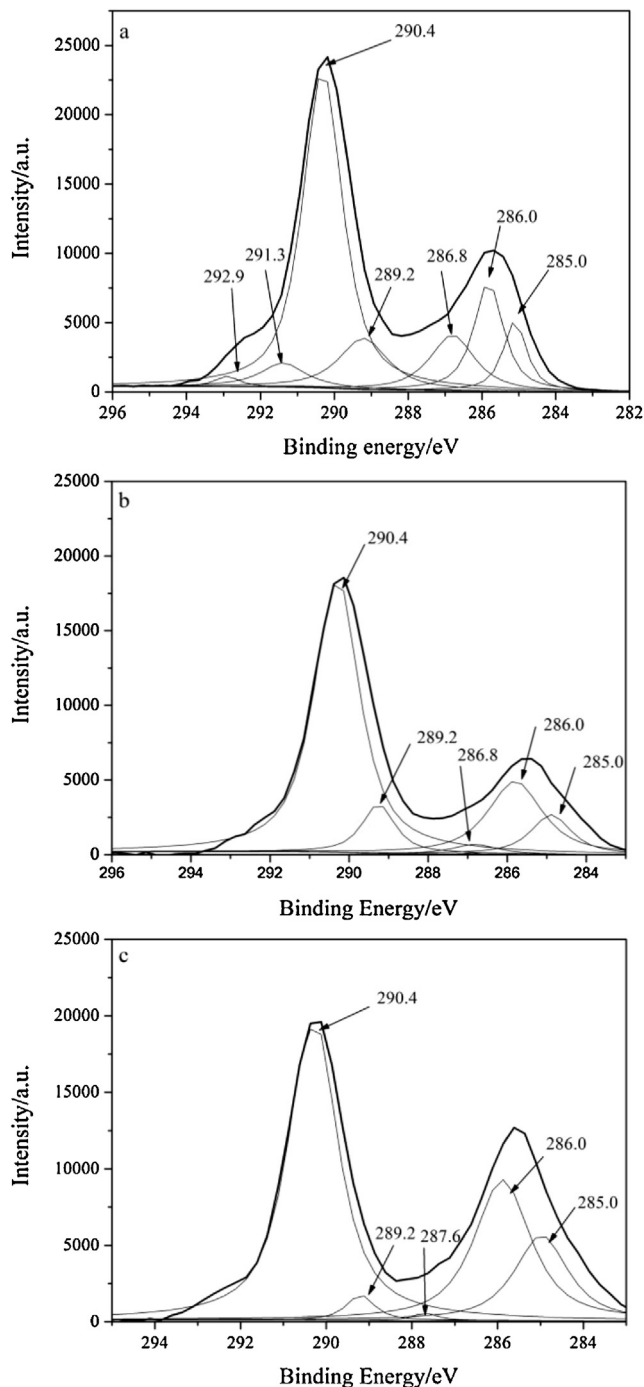 a
25000
20000
15000
10000
5000
0
Intensity/a.u.
290.4
291.3
292.9
289.2
286.8
286.0
285.0
296 294 292 290 288 286 284 282
Binding energy/eV
b
25000
20000
15000
10000
5000
0
Intensity/a.u.
290.4
289.2
286.8
286.0
285.0
296 294 292 290 288 286 284
Binding Energy/eV
c
25000
20000
15000
10000
5000
0
Intensity/a.u.
290.4
289.2
287.6
286.0
285.0
294 292 290 288 286 284
Binding Energy/eV